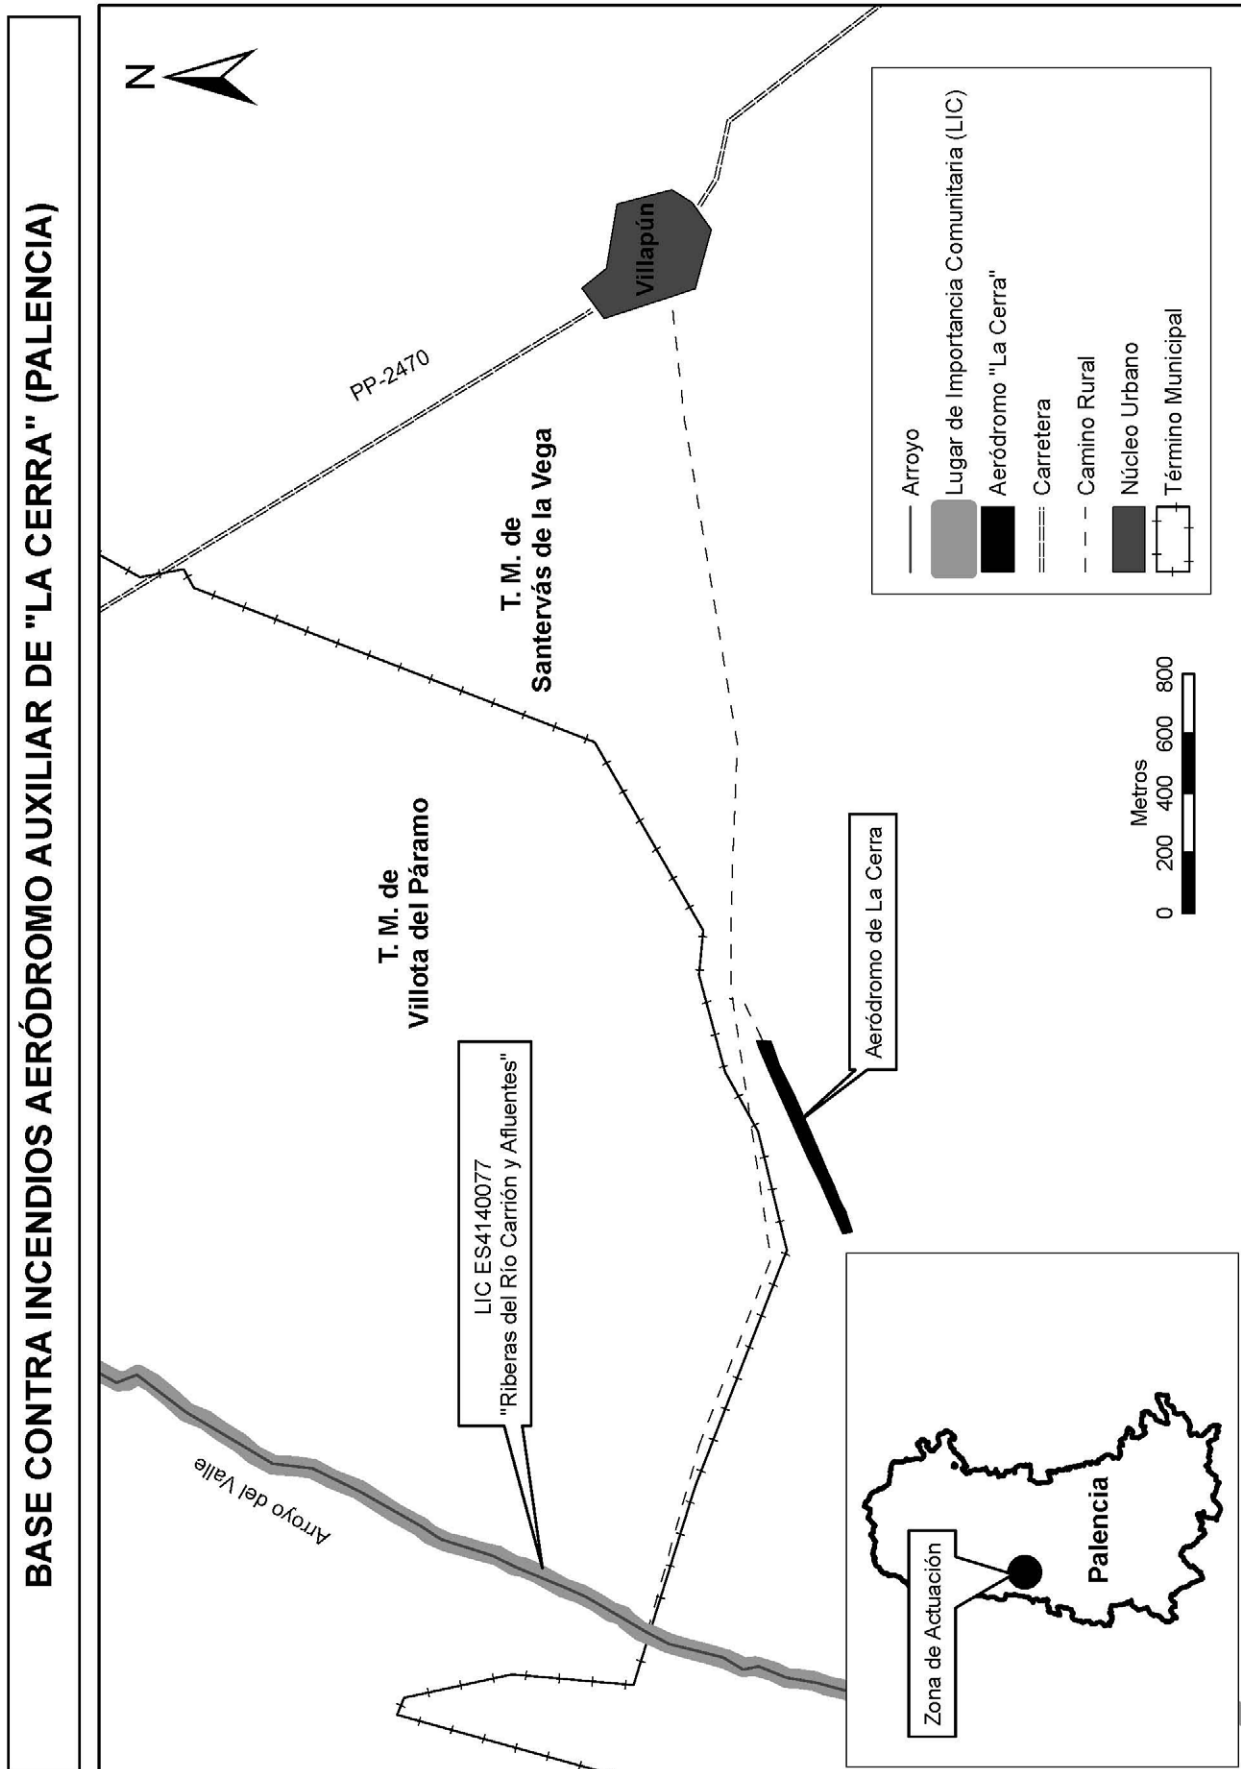 BASE CONTRA INCENDIOS AERÓDROMO AUXILIAR DE "LA CERRA" (PALENCIA)
N
PP-2470
Villapún
T. M. de
Santervás de la Vega
T. M. de
Villota del Páramo
LIC ES4140077
"Riberas del Río Carrión y Afluentes"
Arroyo del Valle
Aeródromo de La Cerra
Zona de Actuación
Palencia
Metros
0 200 400 600 800
Arroyo
Lugar de Importancia Comunitaria (LIC)
Aeródromo "La Cerra"
Carretera
Camino Rural
Núcleo Urbano
Término Municipal